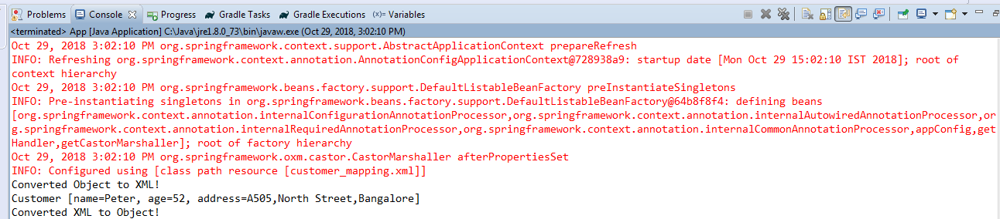 Problems Console Progress Gradle Tasks Gradle Executions (x)= Variables
<terminated> App [Java Application] C:\Java\jre1.8.0_73\bin\javaw.exe (Oct 29, 2018, 3:02:10 PM)
Oct 29, 2018 3:02:10 PM org.springframework.context.support.AbstractApplicationContext prepareRefresh
INFO: Refreshing org.springframework.context.annotation.AnnotationConfigApplicationContext@728938a9: startup date [Mon Oct 29 15:02:10 IST 2018]; root of
context hierarchy
Oct 29, 2018 3:02:10 PM org.springframework.beans.factory.support.DefaultListableBeanFactory preInstantiateSingletons
INFO: Pre-instantiating singletons in org.springframework.beans.factory.support.DefaultListableBeanFactory@64b8f8f4: defining beans
[org.springframework.context.annotation.internalConfigurationAnnotationProcessor,org.springframework.context.annotation.internalAutowiredAnnotationProcessor,or
g.springframework.context.annotation.internalRequiredAnnotationProcessor,org.springframework.context.annotation.internalCommonAnnotationProcessor,appConfig,get
Handler,getCastorMarshaller]; root of factory hierarchy
Oct 29, 2018 3:02:10 PM org.springframework.oxm.castor.CastorMarshaller afterPropertiesSet
INFO: Configured using [class path resource [customer_mapping.xml]]
Converted Object to XML!
Customer [name=Peter, age=52, address=A505,North Street,Bangalore]
Converted XML to Object!